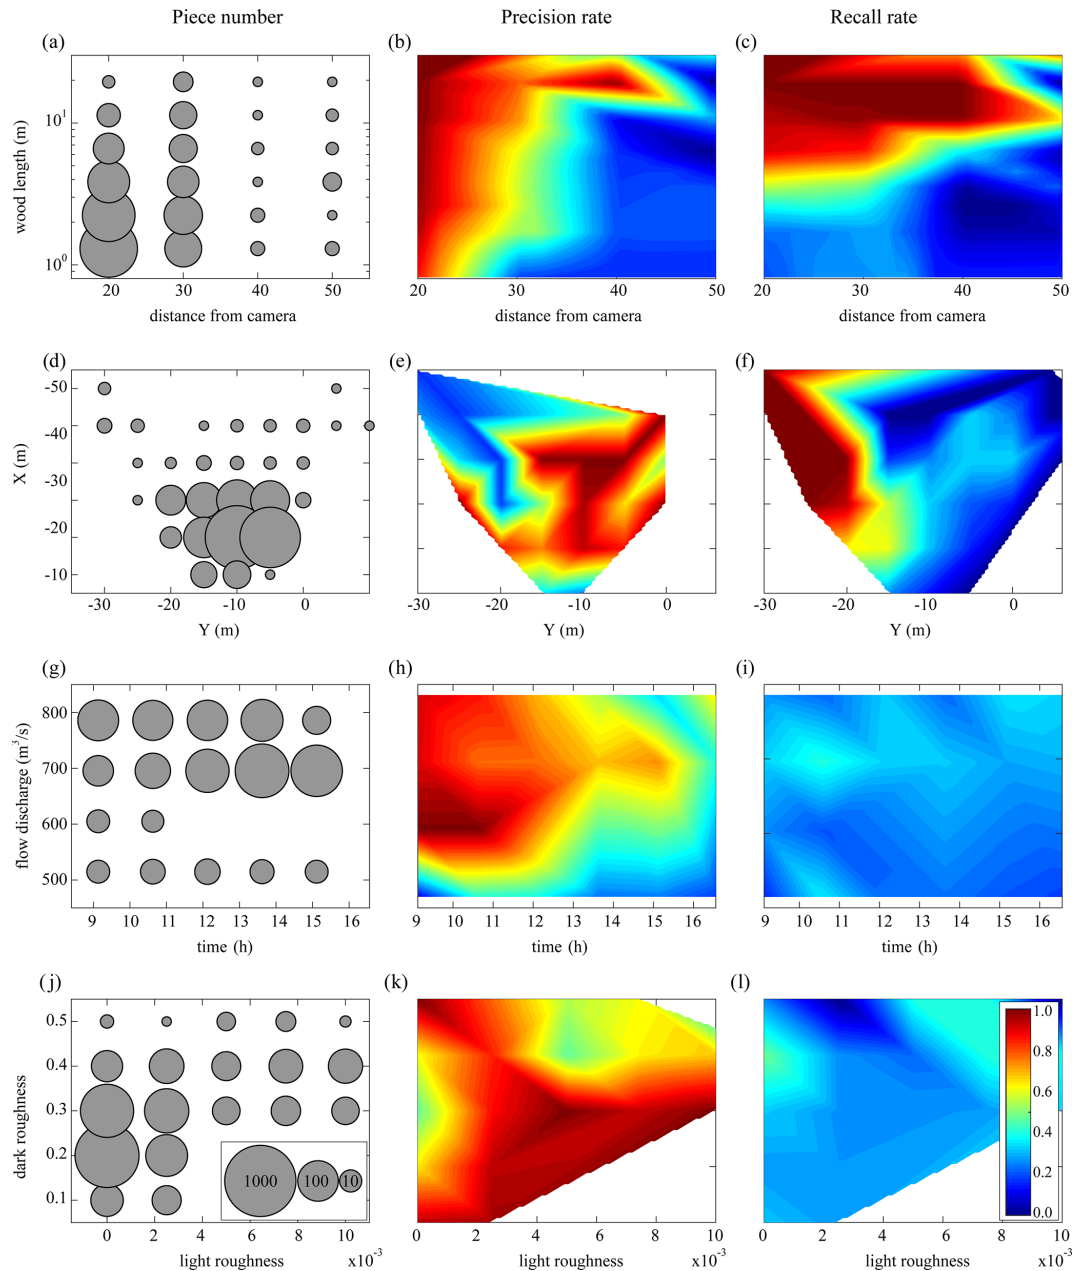 Piece number Precision rate Recall rate
(a) (b) (c)
wood length (m)
10^1
10^0
20 30 40 50
distance from camera
20 30 40 50
distance from camera
20 30 40 50
distance from camera
(d) (e) (f)
X (m)
-50
-40
-30
-20
-10
-30 -20 -10 0
Y (m)
-30 -20 -10 0
Y (m)
-30 -20 -10 0
Y (m)
(g) (h) (i)
flow discharge (m^3/s)
800
700
600
500
9 10 11 12 13 14 15 16
time (h)
9 10 11 12 13 14 15 16
time (h)
9 10 11 12 13 14 15 16
time (h)
(j) (k) (l)
dark roughness
0.5
0.4
0.3
0.2
0.1
1000 100 10
0 2 4 6 8 10
light roughness x10^-3
0 2 4 6 8 10
light roughness x10^-3
1.0
0.8
0.6
0.4
0.2
0.0
0 2 4 6 8 10
light roughness x10^-3